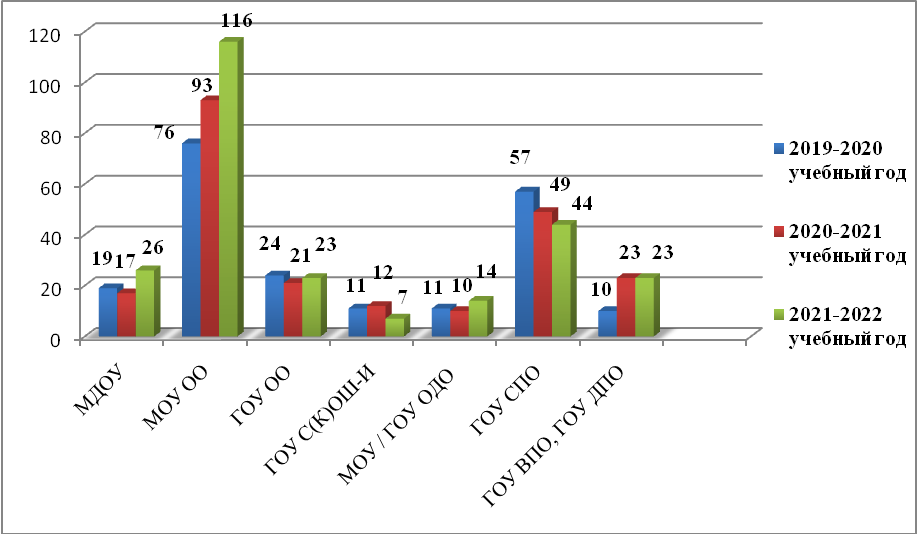 120
100
80
60
40
20
0
19 17 26
76 93 116
24 21 23
11 12 7
11 10 14
57 49 44
10 23 23
МДОУ
МОУ ОО
ГОУ ОО
ГОУ С(К)ОШ-И
МОУ / ГОУ ОДО
ГОУ СПО
ГОУ ВПО, ГОУ ДПО
2019-2020
учебный год
2020-2021
учебный год
2021-2022
учебный год